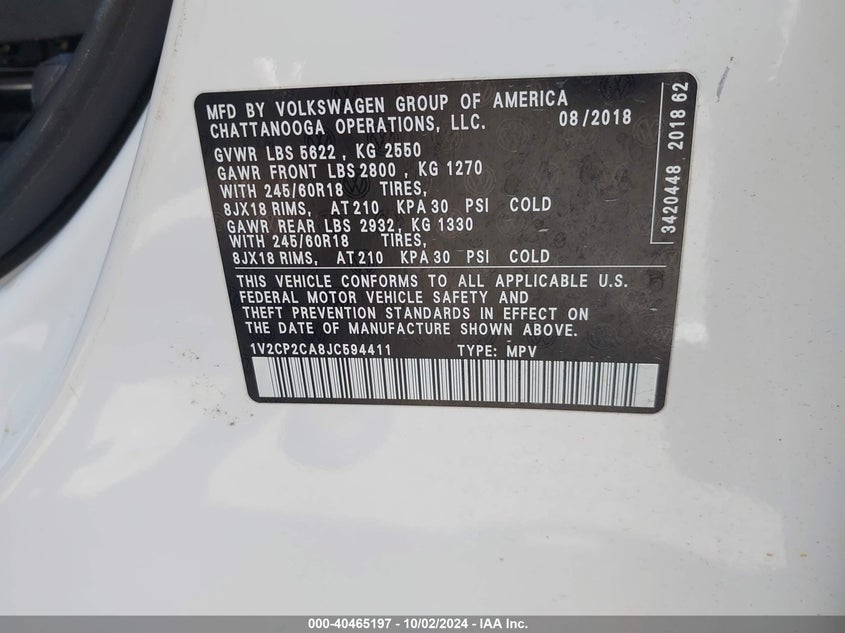 MFD BY VOLKSWAGEN GROUP OF AMERICA
CHATTANOOGA OPERATIONS, LLC. 08/2018
GVWR LBS 5622 , KG 2550
GAWR FRONT LBS 2800 , KG 1270
WITH 245/60R18 TIRES,
8JX18 RIMS, AT 210 KPA 30 PSI COLD
GAWR REAR LBS 2932, KG 1330
WITH 245/60R18 TIRES,
8JX18 RIMS, AT 210 KPA 30 PSI COLD
THIS VEHICLE CONFORMS TO ALL APPLICABLE U.S.
FEDERAL MOTOR VEHICLE SAFETY AND
THEFT PREVENTION STANDARDS IN EFFECT ON
THE DATE OF MANUFACTURE SHOWN ABOVE.
1V2CP2CA8JC594411 TYPE: MPV
3420448 2018 62
000-40465197 - 10/02/2024 - IAA Inc.